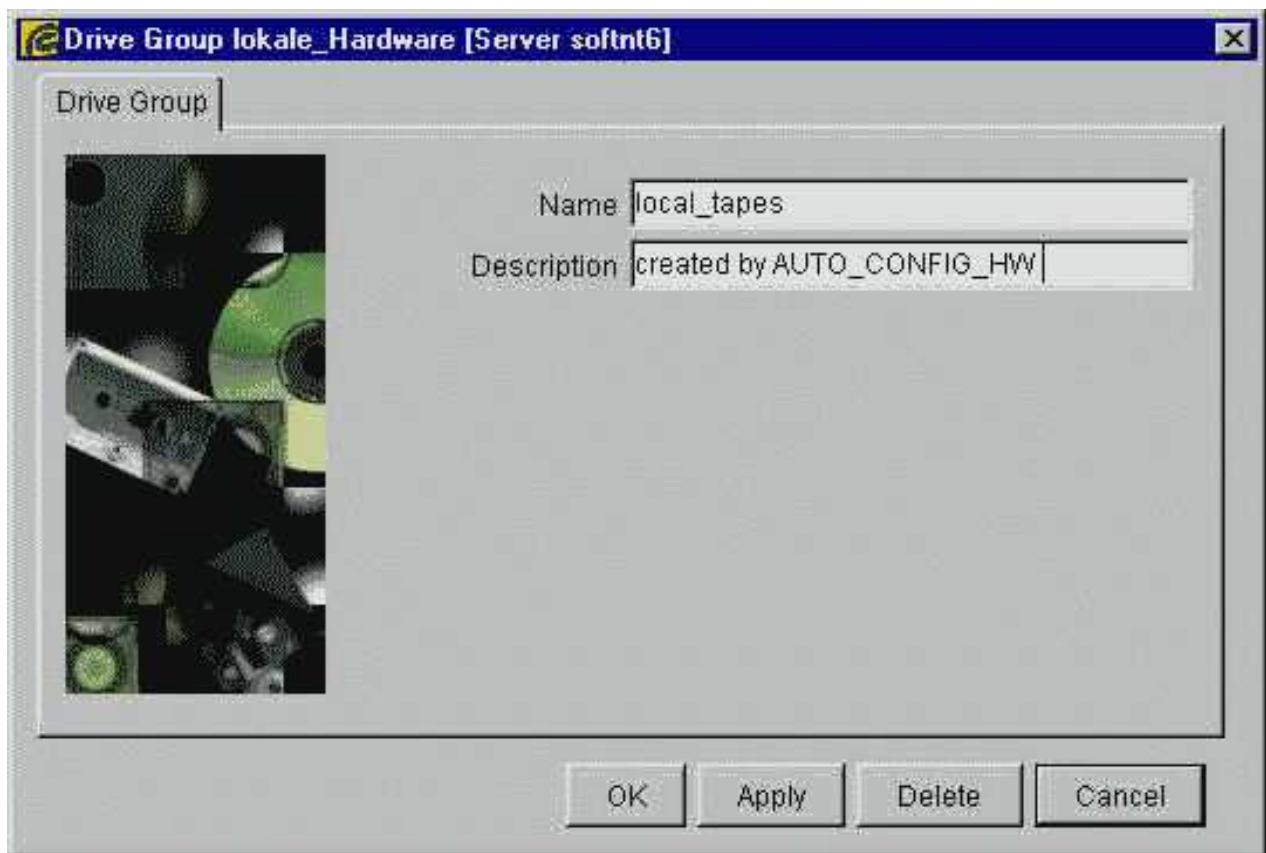 Drive Group lokale_Hardware [Server softnt6]
Drive Group
Name local_tapes
Description created by AUTO_CONFIG_HW
OK Apply Delete Cancel